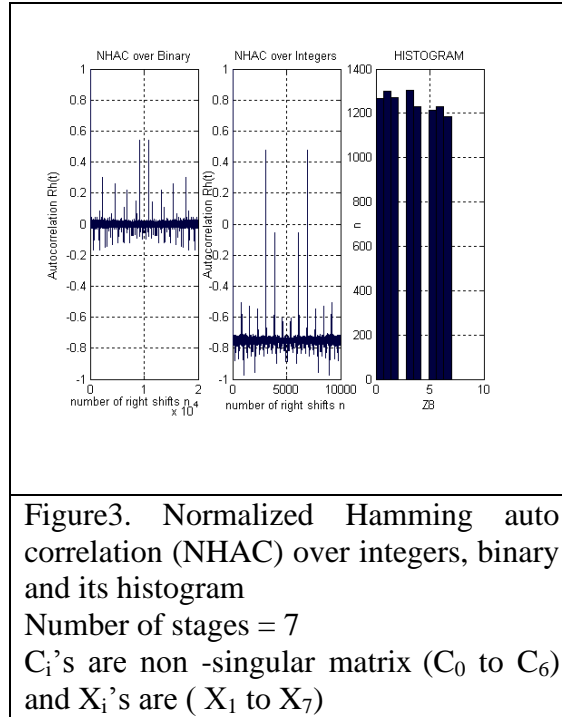 NHAC over Binary
NHAC over Integers
HISTOGRAM
1
0.8
0.6
0.4
0.2
0
-0.2
-0.4
-0.6
-0.8
-1
Autocorrelation Rh(t)
0 1 2
number of right shifts n
x 10^4
1
0.8
0.6
0.4
0.2
0
-0.2
-0.4
-0.6
-0.8
-1
Autocorrelation Rh(t)
0 5000 10000
number of right shifts n
1400
1200
1000
800
600
400
200
0
n
0 5 10
Z8
Figure3. Normalized Hamming auto
correlation (NHAC) over integers, binary
and its histogram
Number of stages = 7
Cᵢ's are non -singular matrix (C₀ to C₆)
and Xᵢ's are ( X₁ to X₇)